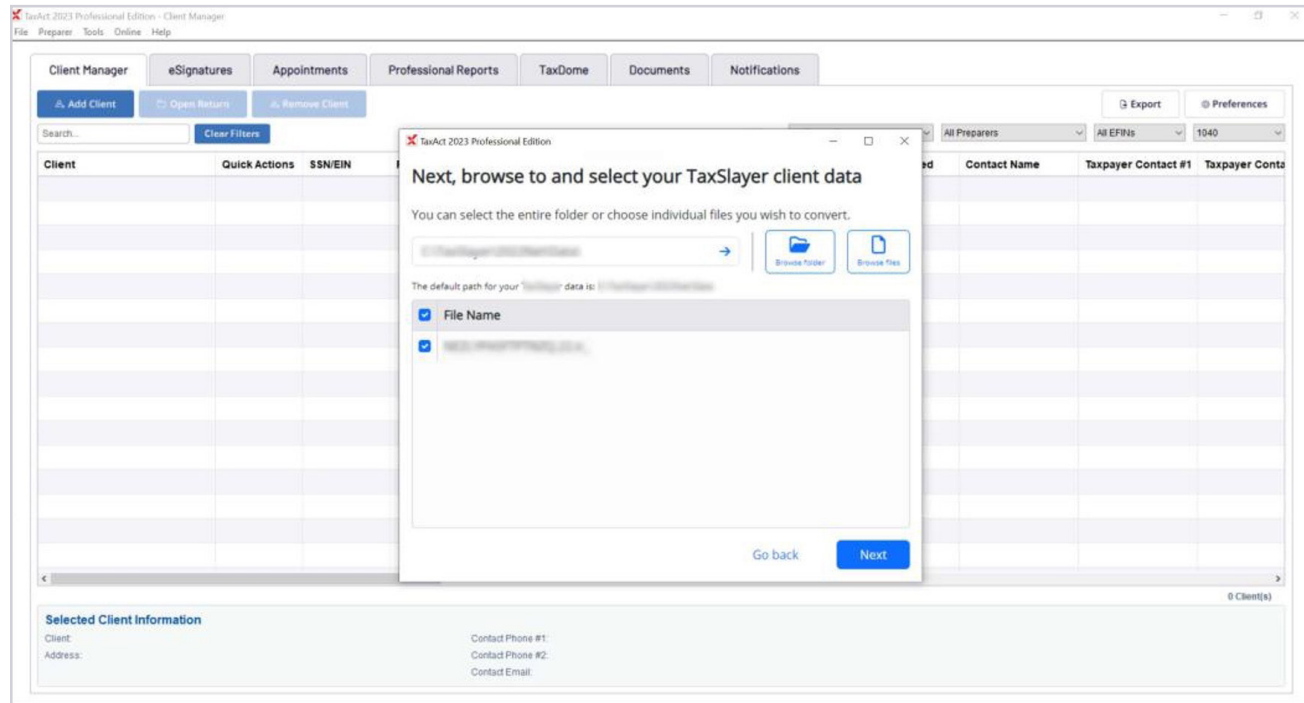 TaxAct 2023 Professional Edition - Client Manager
File Preparer Tools Online Help
Client Manager eSignatures Appointments Professional Reports TaxDome Documents Notifications
Add Client Open Return Remove Client Export Preferences
Search... Clear Filters All Preparers All EFINs 1040
Client Quick Actions SSN/EIN ed Contact Name Taxpayer Contact #1 Taxpayer Conta
TaxAct 2023 Professional Edition
Next, browse to and select your TaxSlayer client data
You can select the entire folder or choose individual files you wish to convert.
Browse folder Browse files
The default path for your data is:
File Name
Go back Next
0 Client(s)
Selected Client Information
Client: Contact Phone #1:
Address: Contact Phone #2:
Contact Email: